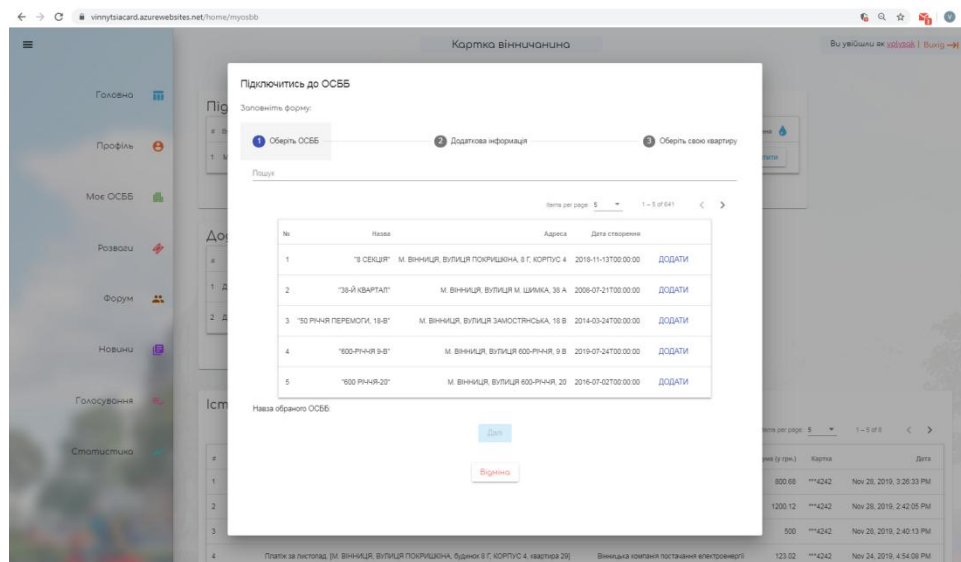 vinnytsiacard.azurewebsites.net/home/myosbb
Картка вінничанина
Ви увійшли як volvsok | Вихід
Головна
Профіль
Моє ОСББ
Розваги
Форум
Новини
Голосування
Статистика
Під
Підключитись до ОСББ
Заповніть форму:
1 Оберіть ОСББ 2 Додаткова інформація 3 Оберіть свою квартиру
Пошук
Items per page: 5 1 – 5 of 641
№ Назва Адреса Дата створення
1 "8 СЕКЦІЯ" М. ВІННИЦЯ, ВУЛИЦЯ ПОКРИШКІНА, 8 Г, КОРПУС 4 2018-11-13T00:00:00 ДОДАТИ
2 "38-Й КВАРТАЛ" М. ВІННИЦЯ, ВУЛИЦЯ М. ШИМКА, 38 А 2008-07-21T00:00:00 ДОДАТИ
3 "50 РІЧЧЯ ПЕРЕМОГИ, 18-В" М. ВІННИЦЯ, ВУЛИЦЯ ЗАМОСТЯНСЬКА, 18 В 2014-03-24T00:00:00 ДОДАТИ
4 "600-РІЧЧЯ 9-В" М. ВІННИЦЯ, ВУЛИЦЯ 600-РІЧЧЯ, 9 В 2019-07-24T00:00:00 ДОДАТИ
5 "600 РІЧЧЯ-20" М. ВІННИЦЯ, ВУЛИЦЯ 600-РІЧЧЯ, 20 2016-07-02T00:00:00 ДОДАТИ
Навза обраного ОСББ:
Далі
Відміна
Дод
Іст
Items per page: 5 1 – 5 of 8
# (у грн.) Картка Дата
1 800.68 ***4242 Nov 28, 2019, 3:26:33 PM
2 1200.12 ***4242 Nov 28, 2019, 2:42:05 PM
3 500 ***4242 Nov 28, 2019, 2:40:13 PM
4 Платіж за листопад. [М. ВІННИЦЯ, ВУЛИЦЯ ПОКРИШКІНА, будинок 8 Г, КОРПУС 4, квартира 29] Вінницька компанія постачання електроенергії 123.02 ***4242 Nov 24, 2019, 4:54:08 PM